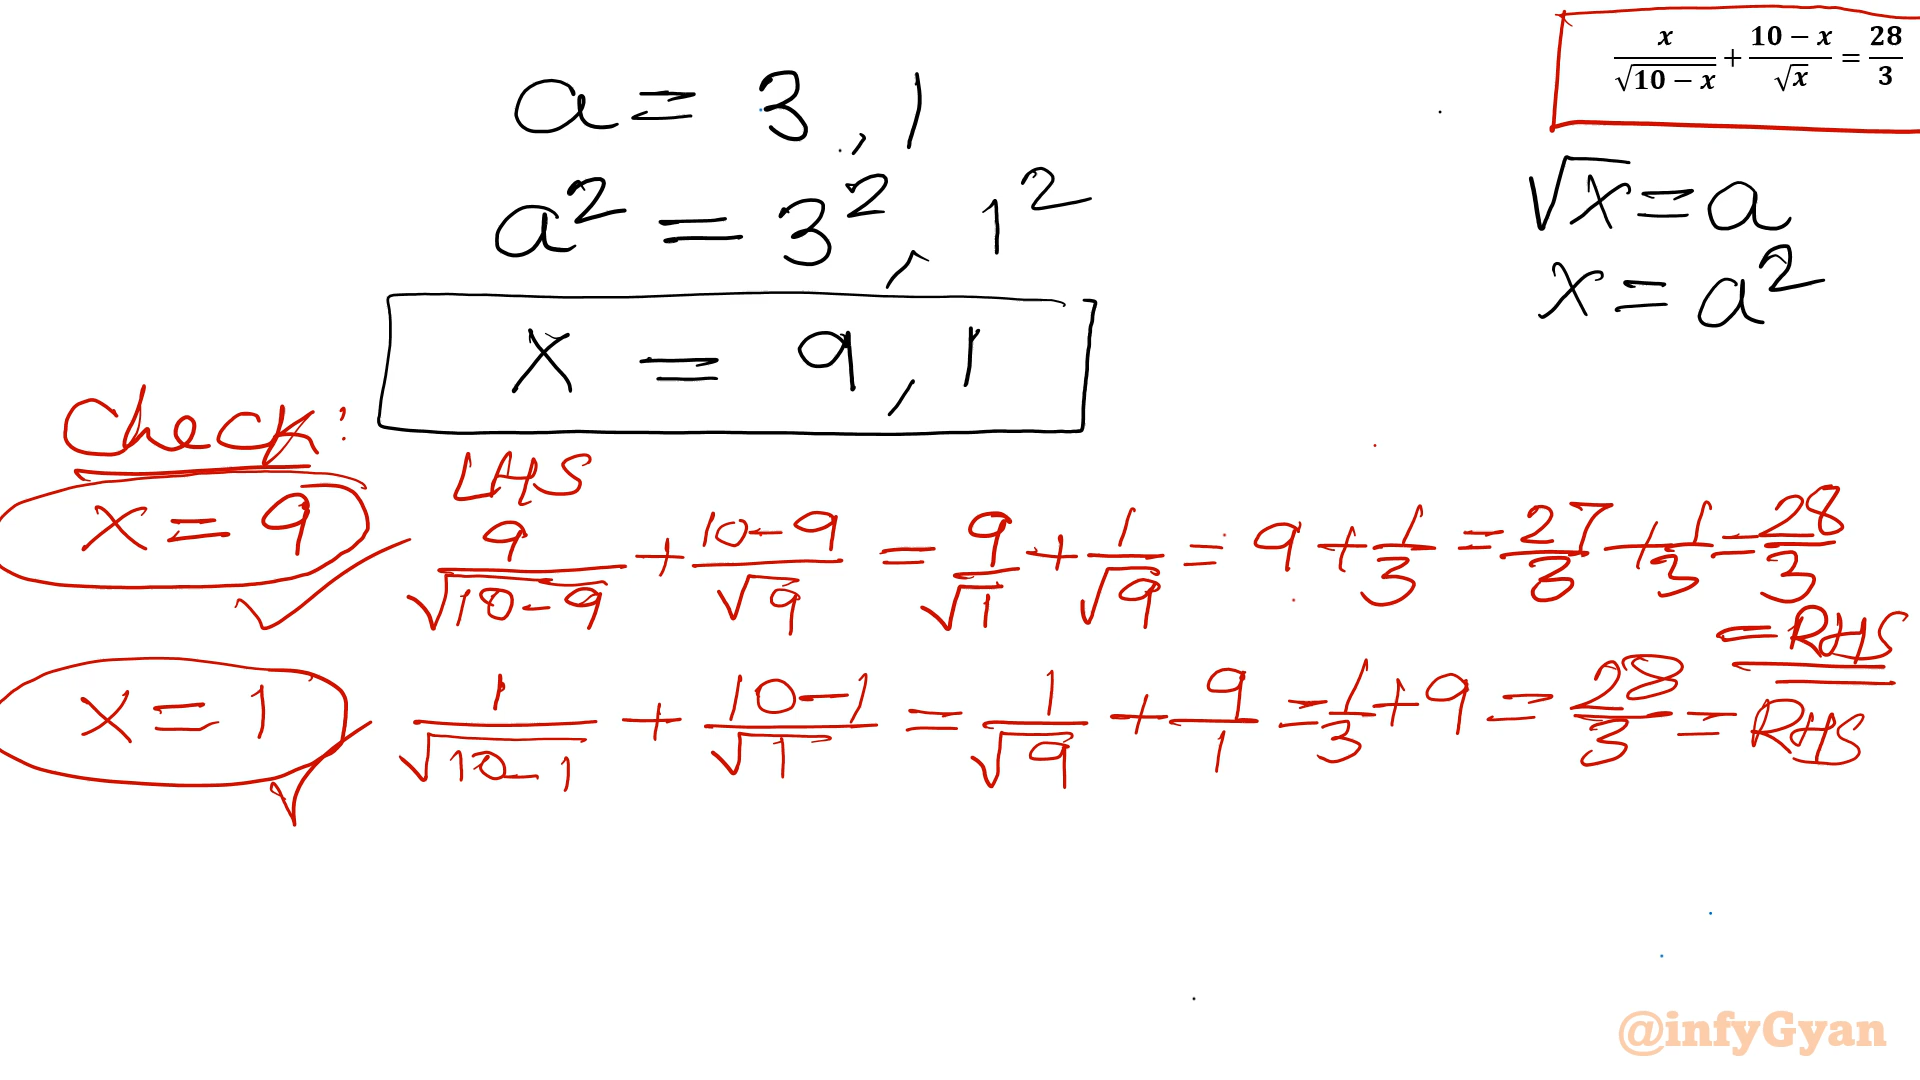 x/√(10 − x) + (10 − x)/√x = 28/3
√x = a
x = a²
a = 3, 1
a² = 3², 1²
x = 9, 1
Check:
LHS
x = 9 9/√(10-9) + (10-9)/√9 = 9/√1 + 1/√9 = 9 + 1/3 = 27/3 + 1/3 = 28/3
= RHS
x = 1 1/√(10-1) + (10-1)/√1 = 1/√9 + 9/1 = 1/3 + 9 = 28/3 = RHS
@infyGyan